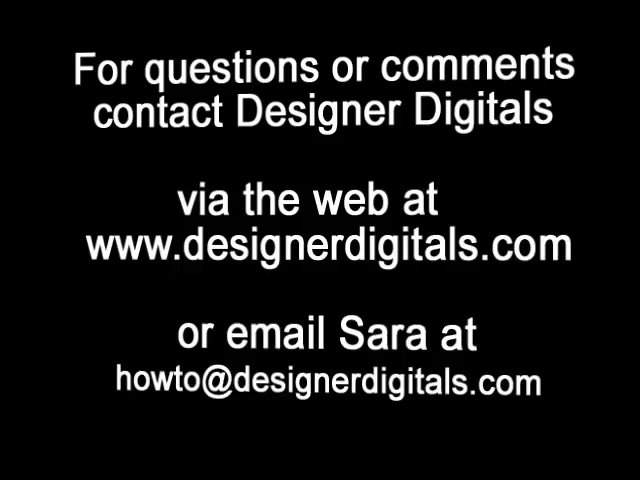 For questions or comments
contact Designer Digitals
via the web at
www.designerdigitals.com
or email Sara at
howto@designerdigitals.com